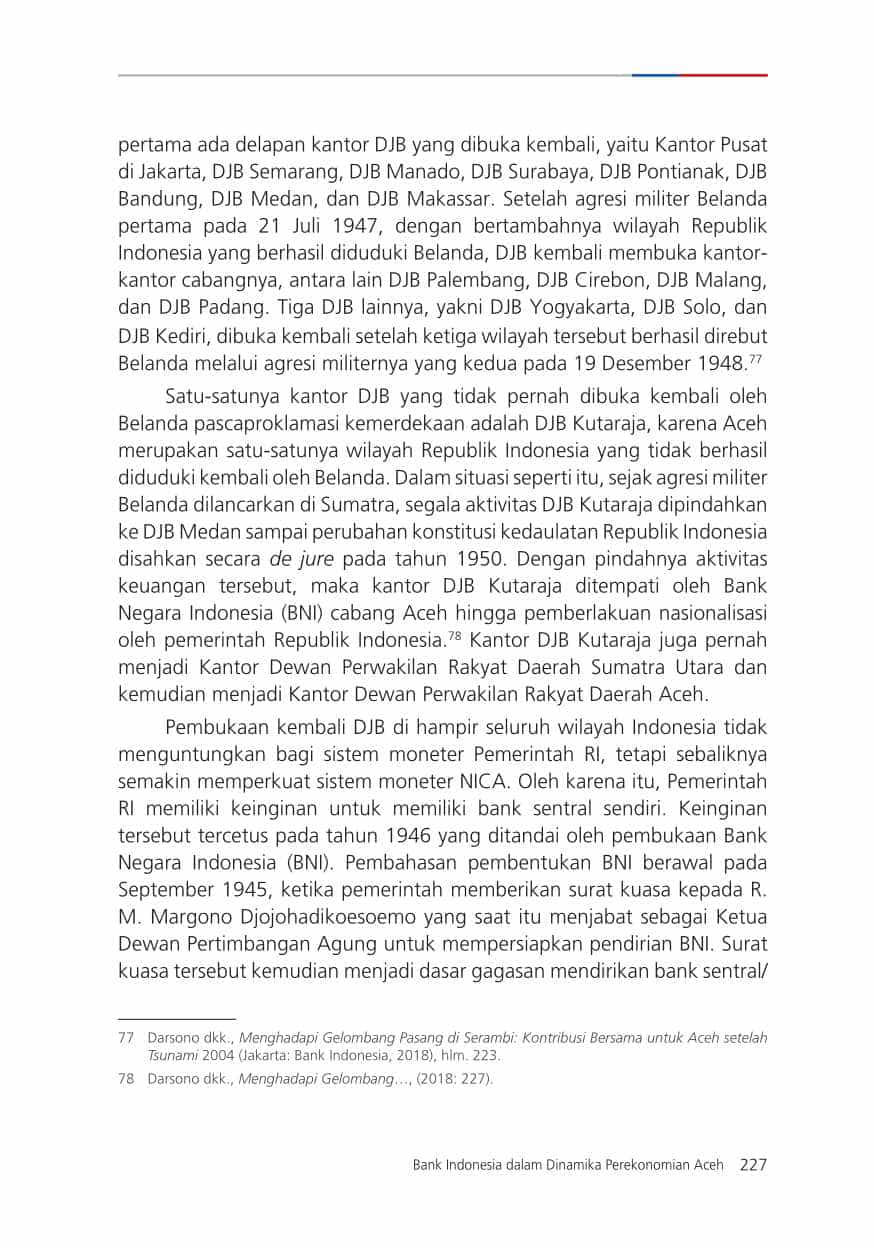 pertama ada delapan kantor DJB yang dibuka kembali, yaitu Kantor Pusat
di Jakarta, DJB Semarang, DJB Manado, DJB Surabaya, DJB Pontianak, DJB
Bandung, DJB Medan, dan DJB Makassar. Setelah agresi militer Belanda
pertama pada 21 Juli 1947, dengan bertambahnya wilayah Republik
Indonesia yang berhasil diduduki Belanda, DJB kembali membuka kantor-
kantor cabangnya, antara lain DJB Palembang, DJB Cirebon, DJB Malang,
dan DJB Padang. Tiga DJB lainnya, yakni DJB Yogyakarta, DJB Solo, dan
DJB Kediri, dibuka kembali setelah ketiga wilayah tersebut berhasil direbut
Belanda melalui agresi militernya yang kedua pada 19 Desember 1948.77
Satu-satunya kantor DJB yang tidak pernah dibuka kembali oleh
Belanda pascaproklamasi kemerdekaan adalah DJB Kutaraja, karena Aceh
merupakan satu-satunya wilayah Republik Indonesia yang tidak berhasil
diduduki kembali oleh Belanda. Dalam situasi seperti itu, sejak agresi militer
Belanda dilancarkan di Sumatra, segala aktivitas DJB Kutaraja dipindahkan
ke DJB Medan sampai perubahan konstitusi kedaulatan Republik Indonesia
disahkan secara de jure pada tahun 1950. Dengan pindahnya aktivitas
keuangan tersebut, maka kantor DJB Kutaraja ditempati oleh Bank
Negara Indonesia (BNI) cabang Aceh hingga pemberlakuan nasionalisasi
oleh pemerintah Republik Indonesia.78 Kantor DJB Kutaraja juga pernah
menjadi Kantor Dewan Perwakilan Rakyat Daerah Sumatra Utara dan
kemudian menjadi Kantor Dewan Perwakilan Rakyat Daerah Aceh.
Pembukaan kembali DJB di hampir seluruh wilayah Indonesia tidak
menguntungkan bagi sistem moneter Pemerintah RI, tetapi sebaliknya
semakin memperkuat sistem moneter NICA. Oleh karena itu, Pemerintah
RI memiliki keinginan untuk memiliki bank sentral sendiri. Keinginan
tersebut tercetus pada tahun 1946 yang ditandai oleh pembukaan Bank
Negara Indonesia (BNI). Pembahasan pembentukan BNI berawal pada
September 1945, ketika pemerintah memberikan surat kuasa kepada R.
M. Margono Djojohadikoesoemo yang saat itu menjabat sebagai Ketua
Dewan Pertimbangan Agung untuk mempersiapkan pendirian BNI. Surat
kuasa tersebut kemudian menjadi dasar gagasan mendirikan bank sentral/
77 Darsono dkk., Menghadapi Gelombang Pasang di Serambi: Kontribusi Bersama untuk Aceh setelah
Tsunami 2004 (Jakarta: Bank Indonesia, 2018), hlm. 223.
78 Darsono dkk., Menghadapi Gelombang…, (2018: 227).
Bank Indonesia dalam Dinamika Perekonomian Aceh 227